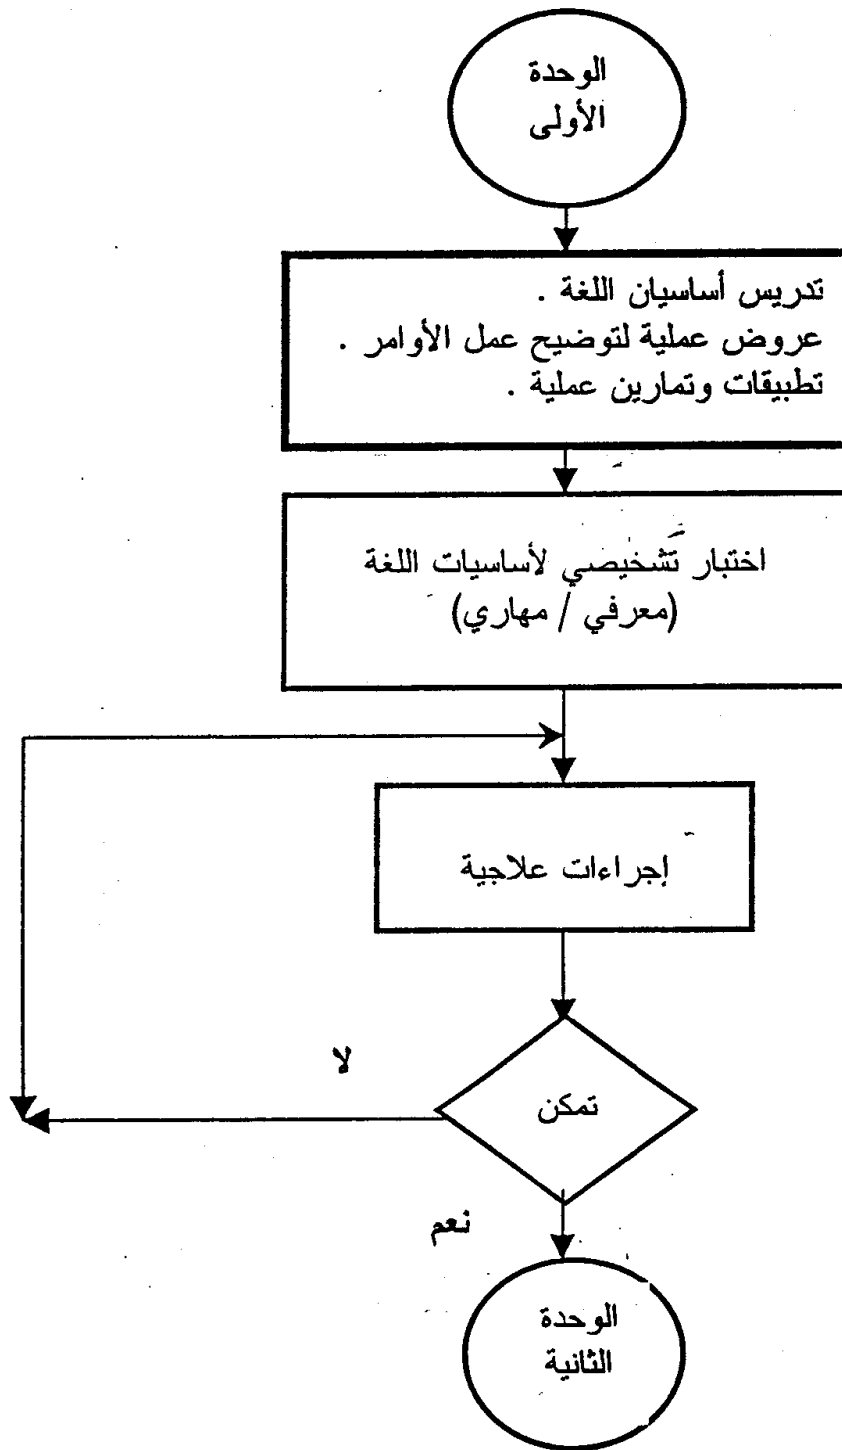 الوحدة
الأولى
تدريس أساسيان اللغة .
عروض عملية لتوضيح عمل الأوامر .
تطبيقات وتمارين عملية .
اختبار تشخيصي لأساسيات اللغة
(معرفي / مهاري)
إجراءات علاجية
لا
تمكن
نعم
الوحدة
الثانية